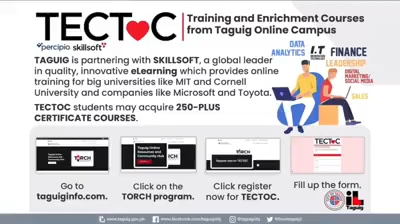 TECTOC
Training and Enrichment Courses
from Taguig Online Campus
percipio skillsoft
TAGUIG is partnering with SKILLSOFT, a global leader
in quality, innovative eLearning which provides online
training for big universities like MIT and Cornell
University and companies like Microsoft and Toyota.
TECTOC students may acquire 250-PLUS
CERTIFICATE COURSES.
DATA
ANALYTICS
I.T
FINANCE
LEADERSHIP
DIGITAL
MARKETING/
SOCIAL MEDIA
SALES
TORCH
TECTOC
Go to
taguiginfo.com.
Click on the
TORCH program.
Click register
now for TECTOC.
Fill up the form.
Taguig
www.taguig.gov.ph